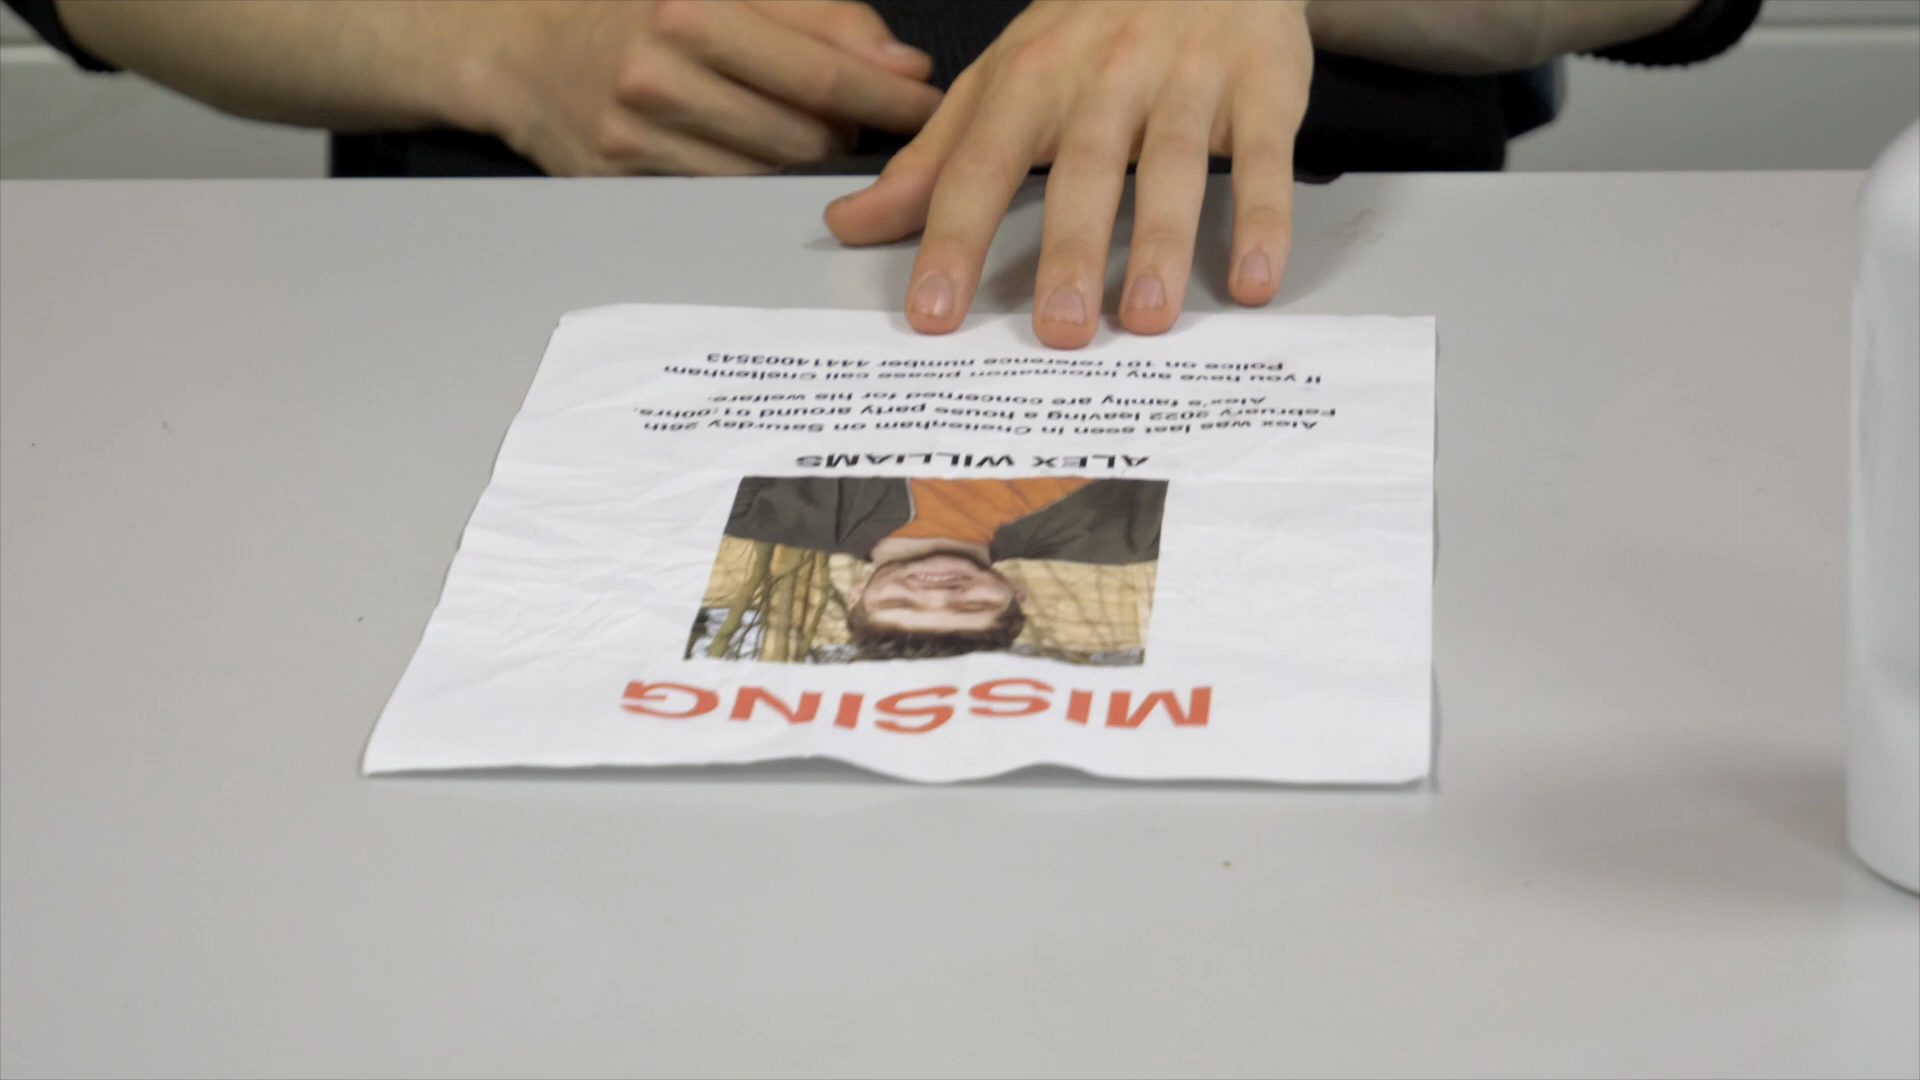 MISSING
ALEX WILLIAMS
Alex was last seen in Cheltenham on Saturday 26th
February 2022 leaving a house party around 01:00hrs.
Alex's family are concerned for his welfare.
If you have any information please call Cheltenham
Police on 101 reference number 44414003543